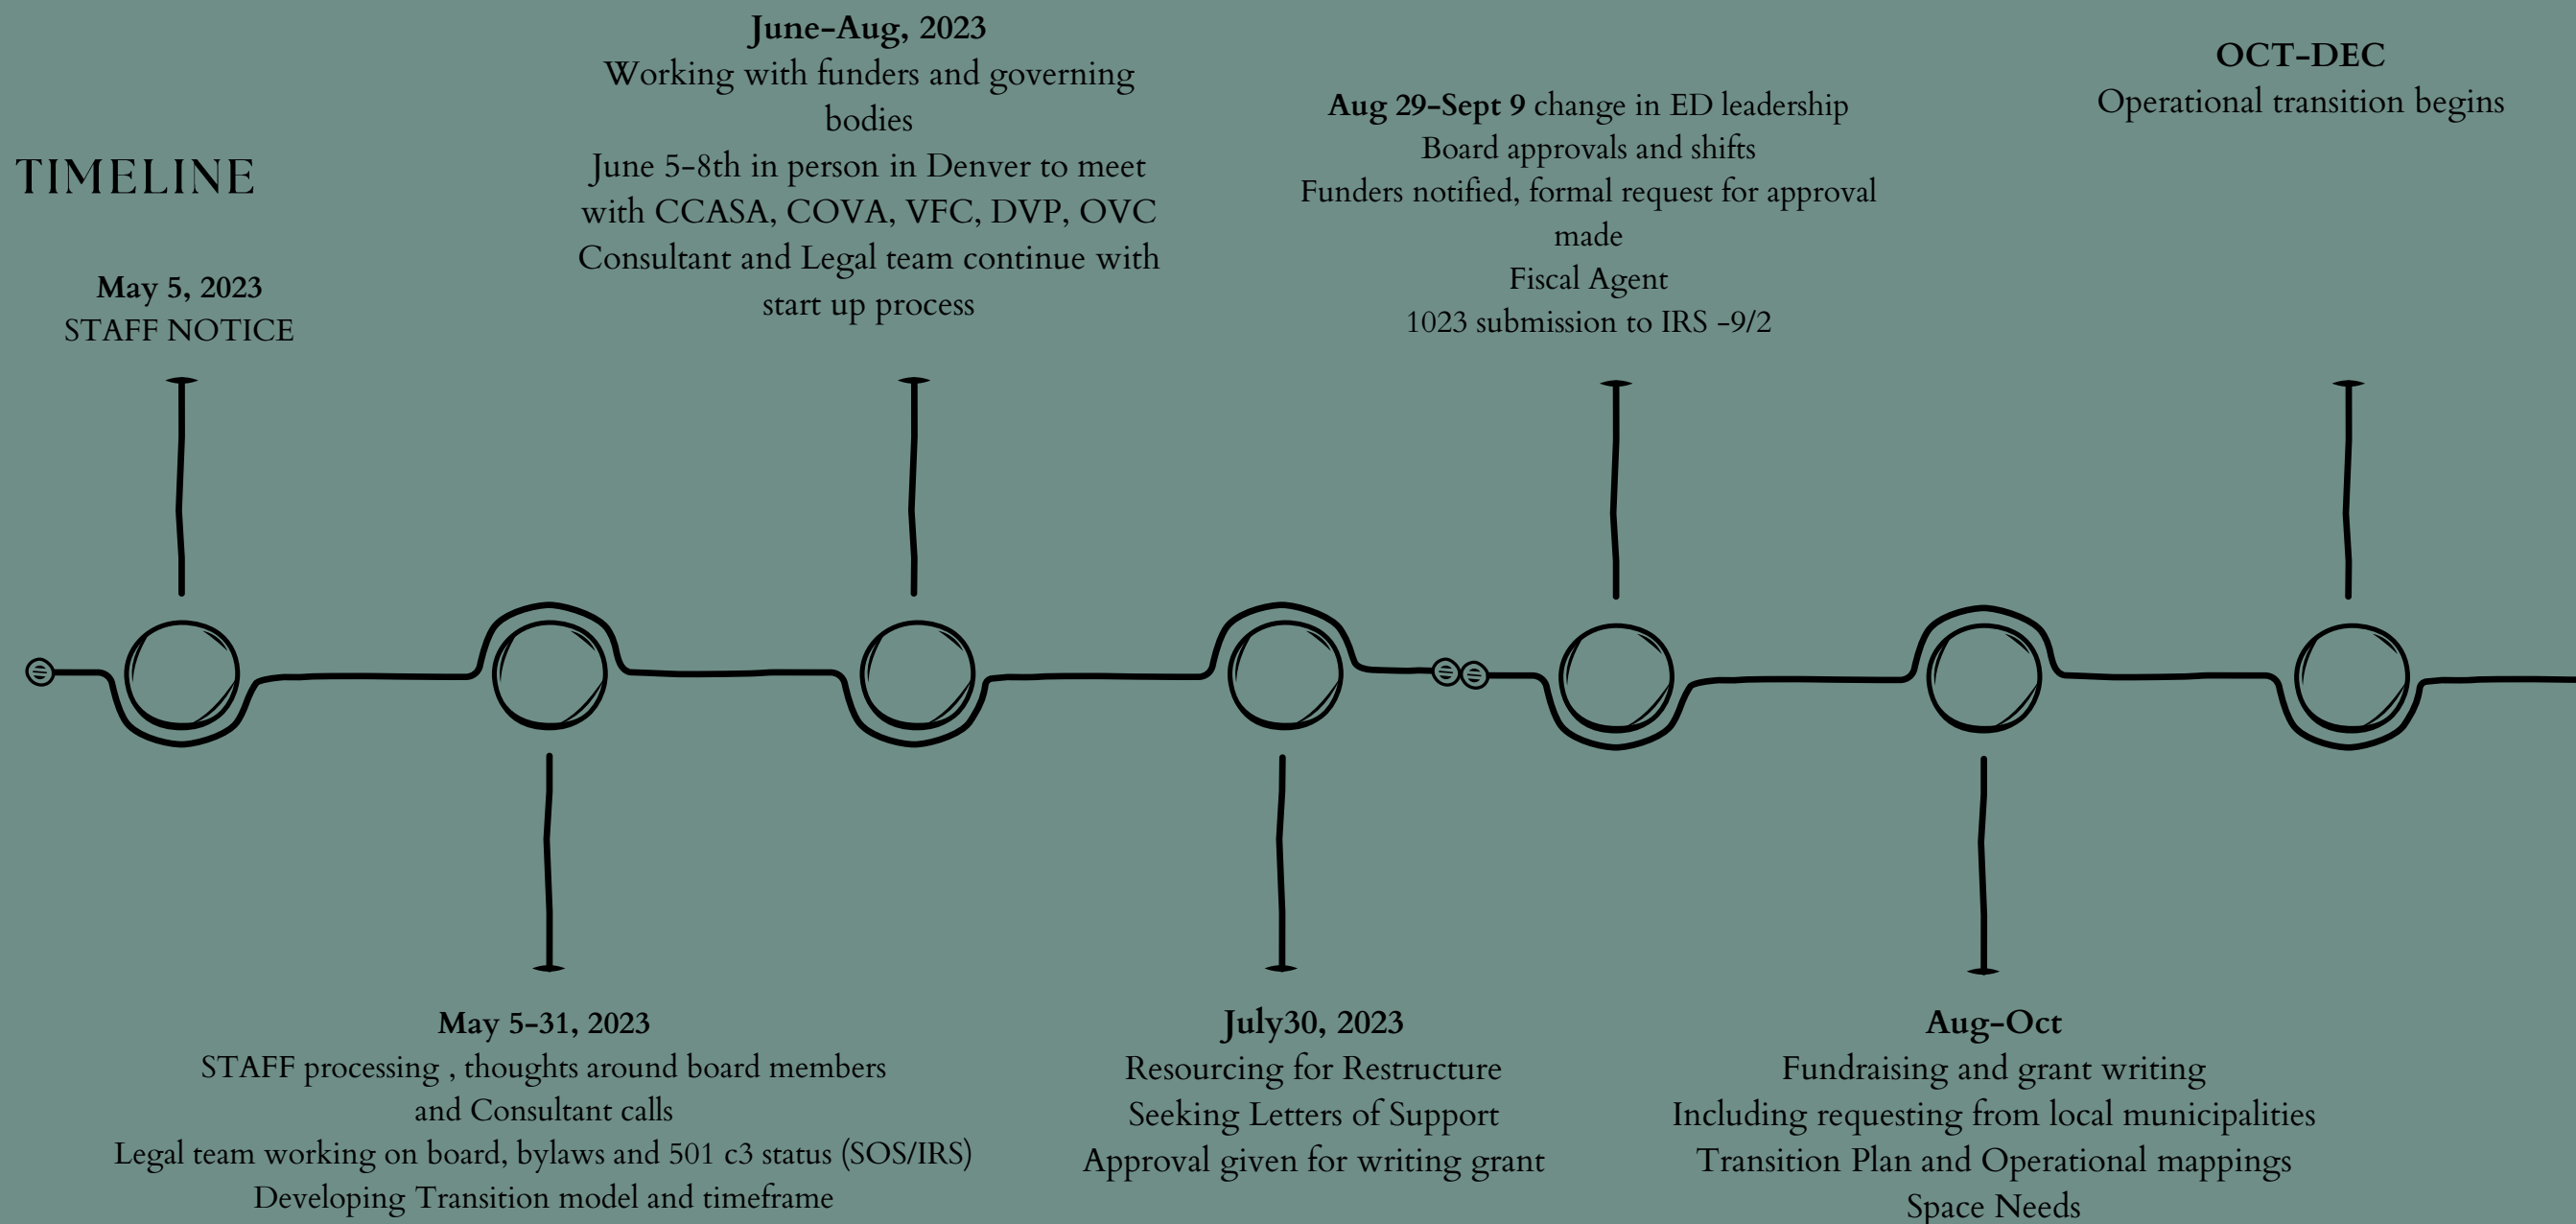 TIMELINE
May 5, 2023
STAFF NOTICE
May 5-31, 2023
STAFF processing , thoughts around board members
and Consultant calls
Legal team working on board, bylaws and 501 c3 status (SOS/IRS)
Developing Transition model and timeframe
June-Aug, 2023
Working with funders and governing
bodies
June 5-8th in person in Denver to meet
with CCASA, COVA, VFC, DVP, OVC
Consultant and Legal team continue with
start up process
July30, 2023
Resourcing for Restructure
Seeking Letters of Support
Approval given for writing grant
Aug 29-Sept 9 change in ED leadership
Board approvals and shifts
Funders notified, formal request for approval
made
Fiscal Agent
1023 submission to IRS -9/2
Aug-Oct
Fundraising and grant writing
Including requesting from local municipalities
Transition Plan and Operational mappings
Space Needs
OCT-DEC
Operational transition begins